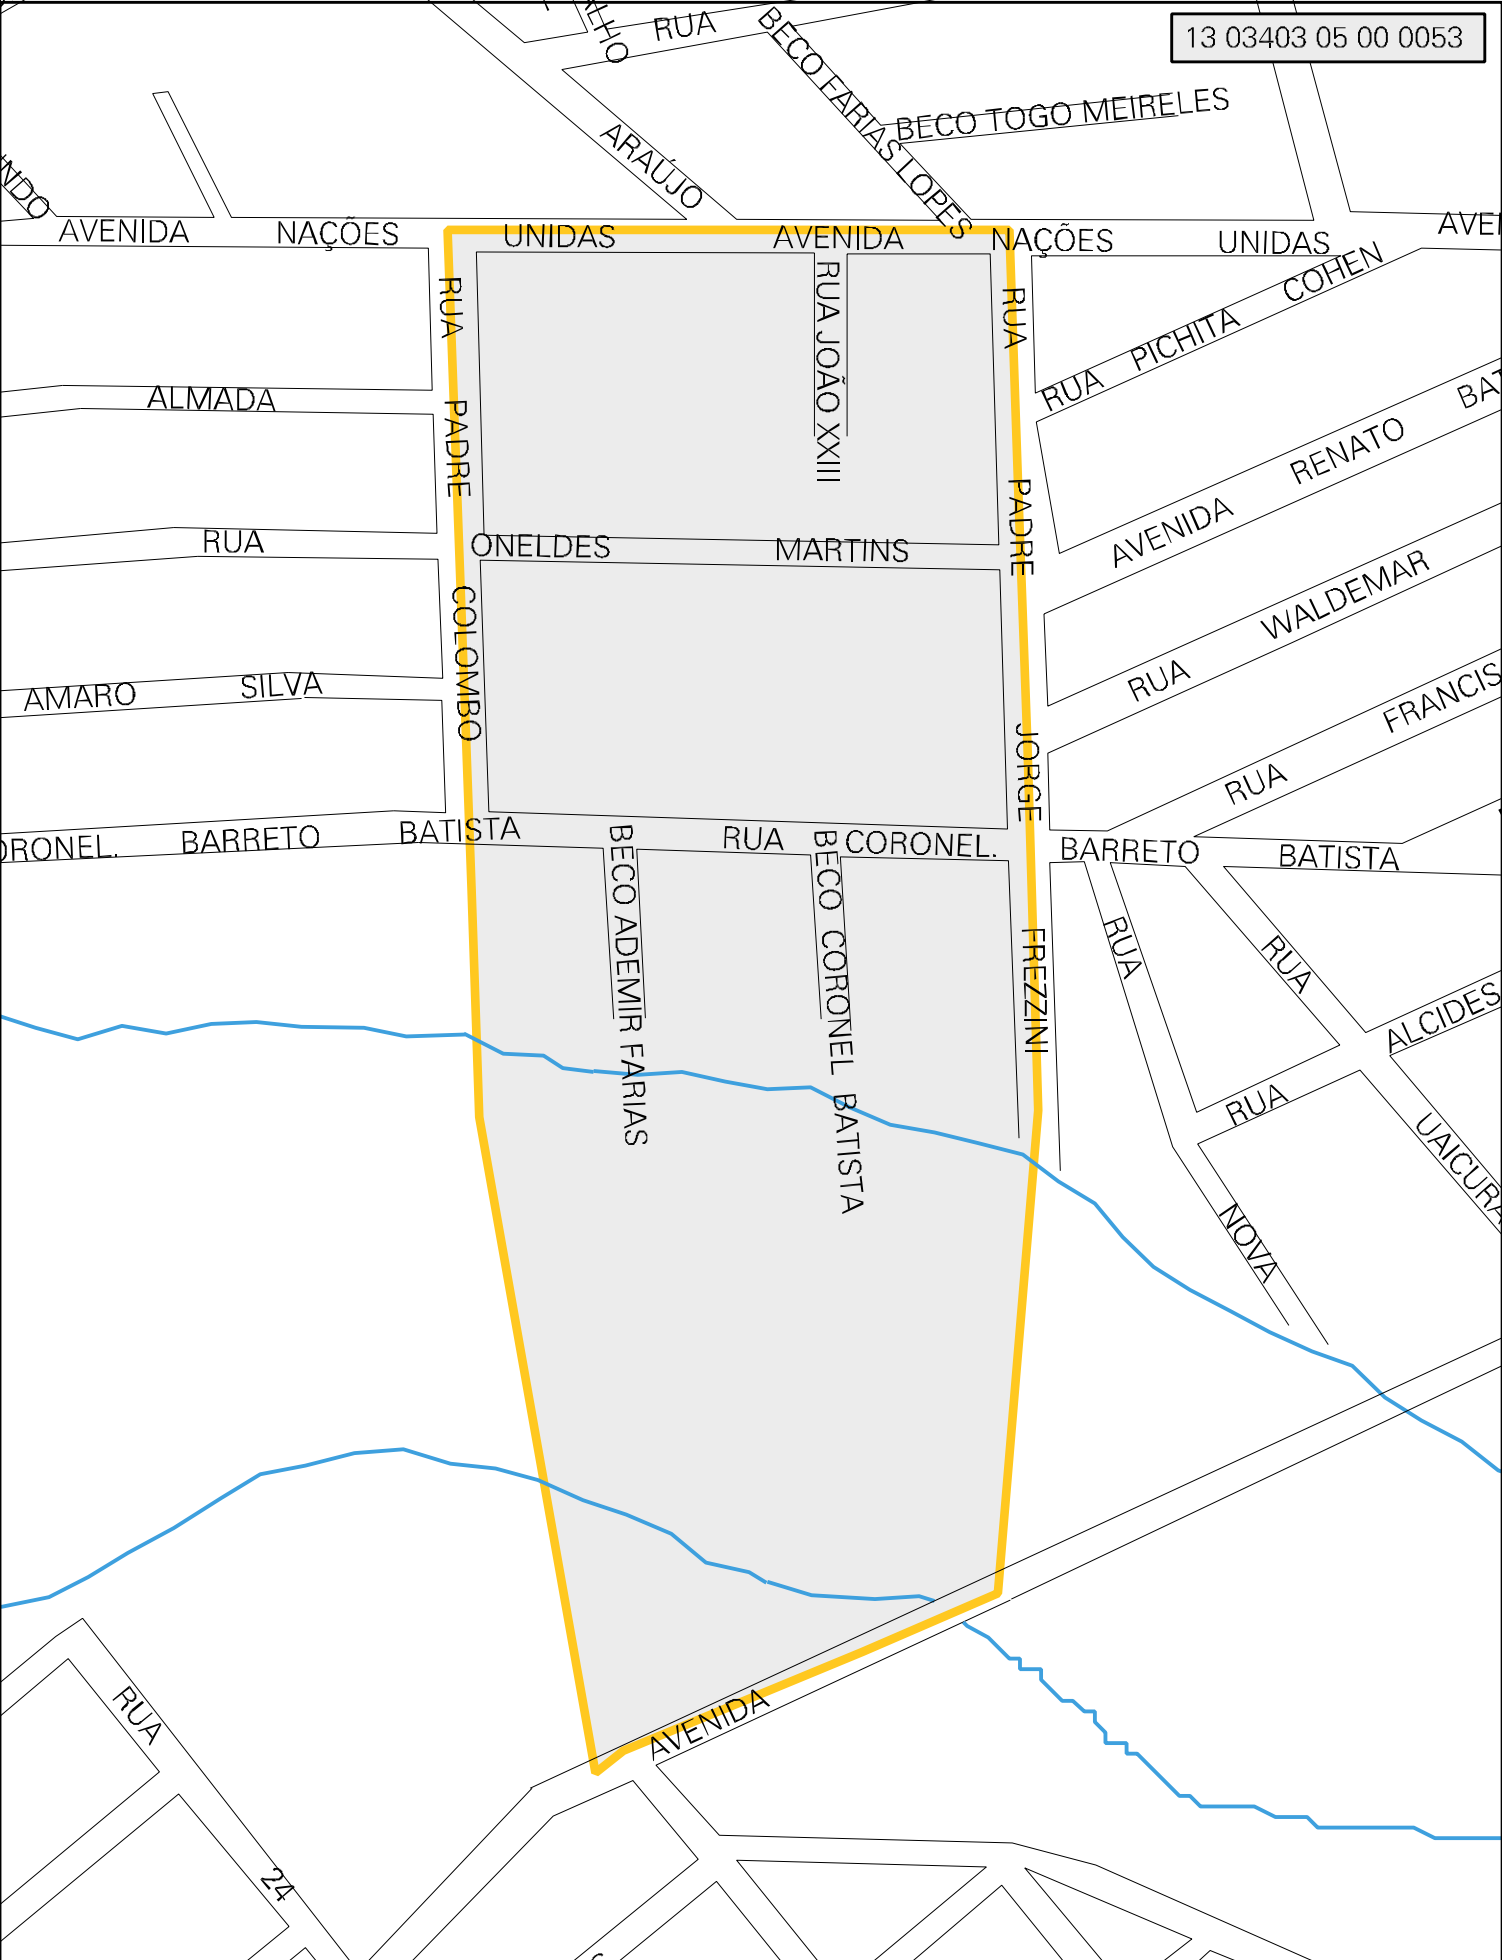 13 03403 05 00 0053
RUA
BECO FARIAS LOPES
BECO TOGO MEIRELES
ARAÚJO
AVENIDA NAÇÕES UNIDAS AVENIDA NAÇÕES UNIDAS
RUA JOÃO XXIII
RUA PADRE COLOMBO
RUA PADRE JORGE FREZZINI
RUA PICHITA COHEN
ALMADA
AVENIDA RENATO
RUA ONELDES MARTINS
RUA WALDEMAR
AMARO SILVA
RUA
BARRETO BATISTA RUA CORONEL. BARRETO BATISTA
BECO ADEMIR FARIAS
BECO CORONEL BATISTA
RUA NOVA
RUA
ALCIDES
RUA
AVENIDA
RUA 24